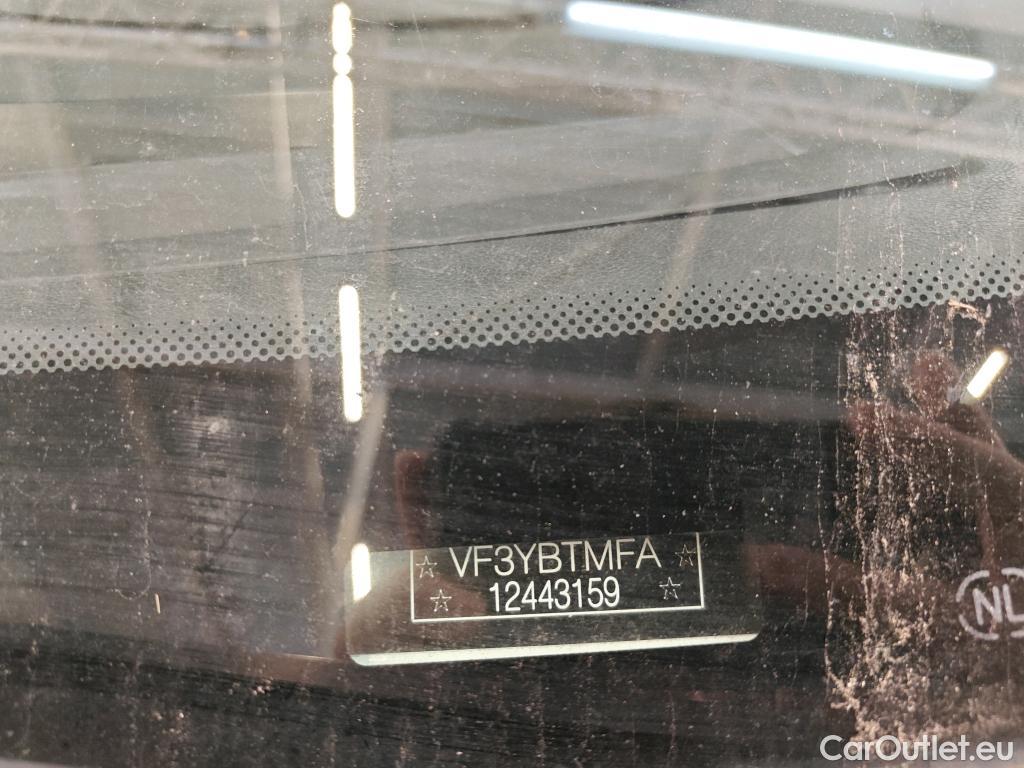 ☆ VF3YBTMFA ☆
☆ 12443159 ☆
NL
CarOutlet.eu